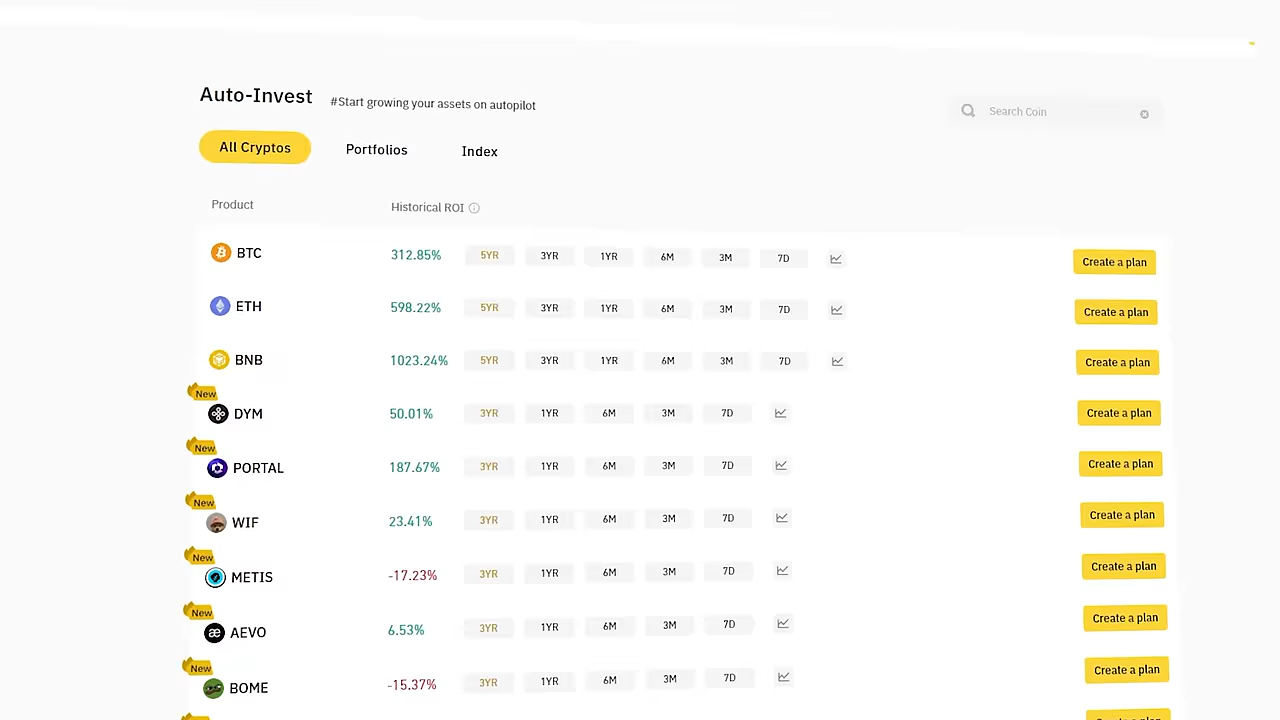 Auto-Invest #Start growing your assets on autopilot
Search Coin
All Cryptos Portfolios Index
Product Historical ROI
BTC 312.85% 5YR 3YR 1YR 6M 3M 7D Create a plan
ETH 598.22% 5YR 3YR 1YR 6M 3M 7D Create a plan
BNB 1023.24% 5YR 3YR 1YR 6M 3M 7D Create a plan
New
DYM 50.01% 3YR 1YR 6M 3M 7D Create a plan
New
PORTAL 187.67% 3YR 1YR 6M 3M 7D Create a plan
New
WIF 23.41% 3YR 1YR 6M 3M 7D Create a plan
New
METIS -17.23% 3YR 1YR 6M 3M 7D Create a plan
New
AEVO 6.53% 3YR 1YR 6M 3M 7D Create a plan
New
BOME -15.37% 3YR 1YR 6M 3M 7D Create a plan